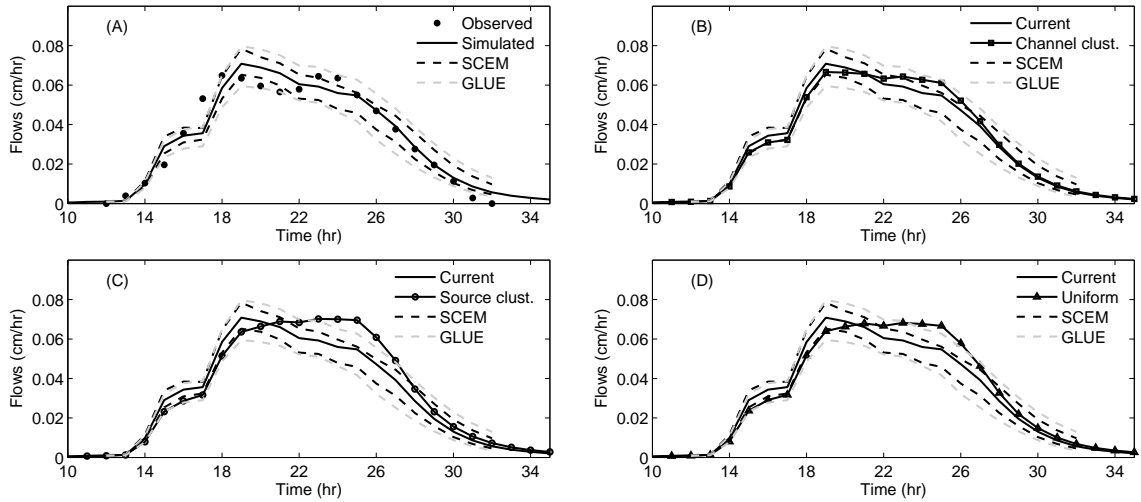 (A)
Observed
Simulated
SCEM
GLUE
Flows (cm/hr)
0.08
0.06
0.04
0.02
0
10 14 18 22 26 30 34
Time (hr)
(B)
Current
Channel clust.
SCEM
GLUE
Flows (cm/hr)
0.08
0.06
0.04
0.02
0
10 14 18 22 26 30 34
Time (hr)
(C)
Current
Source clust.
SCEM
GLUE
Flows (cm/hr)
0.08
0.06
0.04
0.02
0
10 14 18 22 26 30 34
Time (hr)
(D)
Current
Uniform
SCEM
GLUE
Flows (cm/hr)
0.08
0.06
0.04
0.02
0
10 14 18 22 26 30 34
Time (hr)